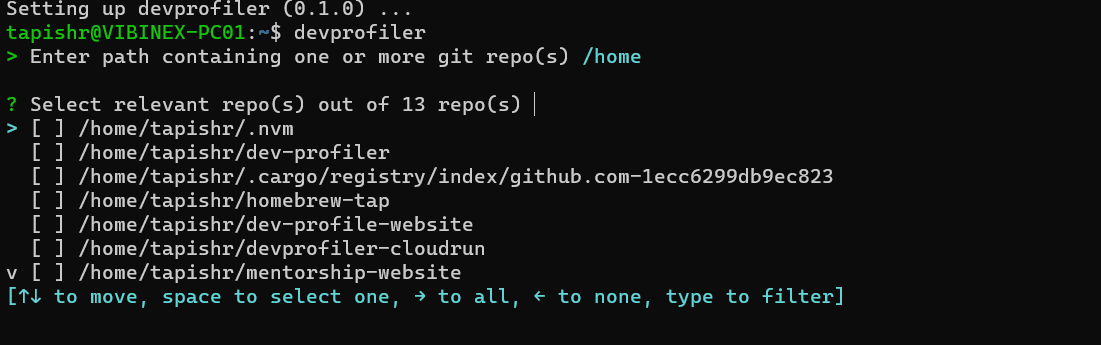 Setting up devprofiler (0.1.0) ...
tapishr@VIBINEX-PC01:~$ devprofiler
> Enter path containing one or more git repo(s) /home
? Select relevant repo(s) out of 13 repo(s)
> [ ] /home/tapishr/.nvm
[ ] /home/tapishr/dev-profiler
[ ] /home/tapishr/.cargo/registry/index/github.com-1ecc6299db9ec823
[ ] /home/tapishr/homebrew-tap
[ ] /home/tapishr/dev-profile-website
[ ] /home/tapishr/devprofiler-cloudrun
v [ ] /home/tapishr/mentorship-website
[↑↓ to move, space to select one, → to all, ← to none, type to filter]